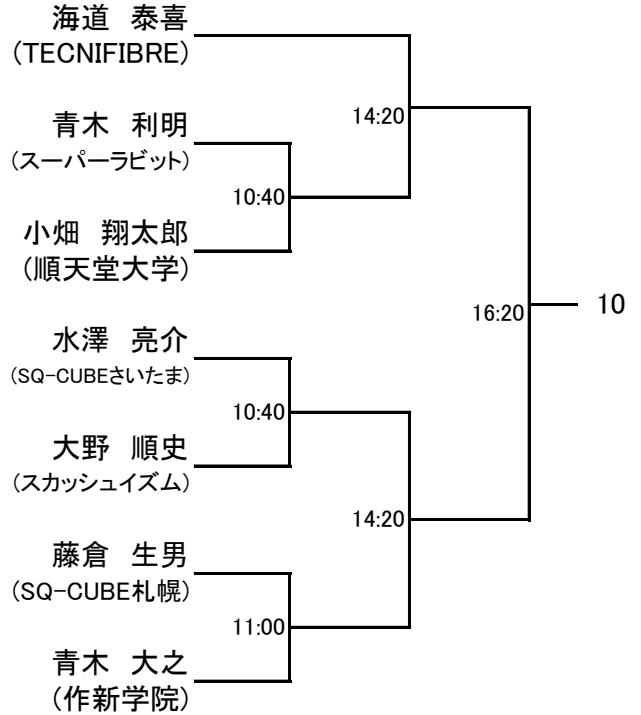 海道　泰喜
(TECNIFIBRE)
14:20
青木　利明
(スーパーラビット)
10:40
小畑　翔太郎
(順天堂大学)
16:20
10
水澤　亮介
(SQ-CUBEさいたま)
10:40
大野　順史
(スカッシュイズム)
14:20
藤倉　生男
(SQ-CUBE札幌)
11:00
青木　大之
(作新学院)